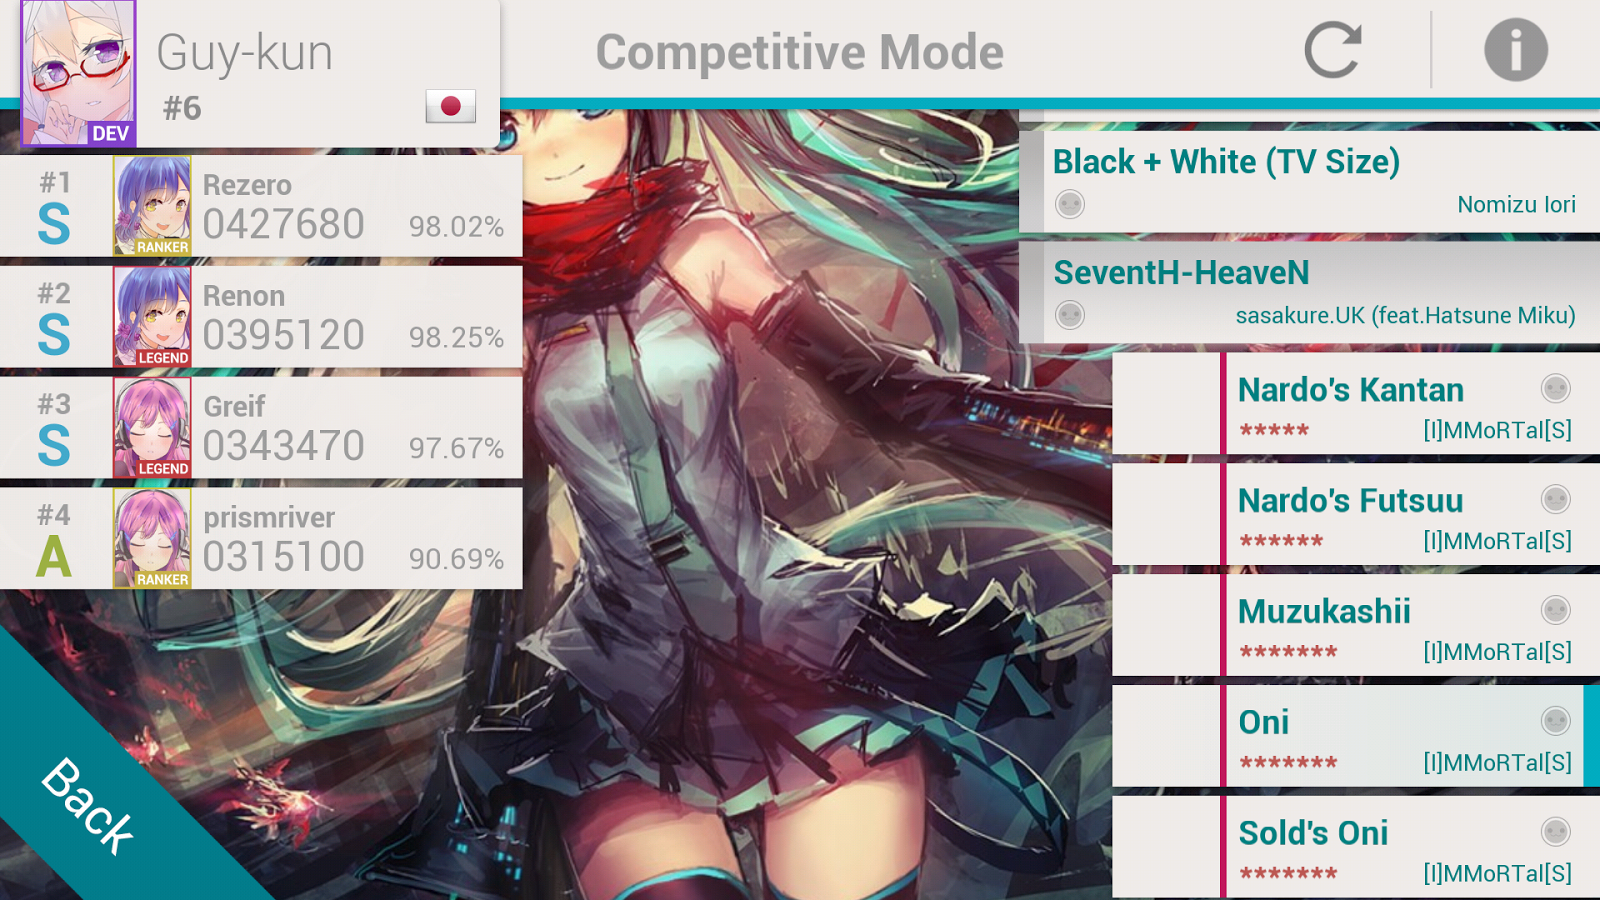 Guy-kun
#6
DEV
Competitive Mode
i
#1
S
RANKER
Rezero
0427680
98.02%
#2
S
LEGEND
Renon
0395120
98.25%
#3
S
LEGEND
Greif
0343470
97.67%
#4
A
RANKER
prismriver
0315100
90.69%
Back
Black + White (TV Size)
Nomizu Iori
SeventH-HeaveN
sasakure.UK (feat.Hatsune Miku)
Nardo's Kantan
***** [I]MMoRTal[S]
Nardo's Futsuu
****** [I]MMoRTal[S]
Muzukashii
******* [I]MMoRTal[S]
Oni
******* [I]MMoRTal[S]
Sold's Oni
******* [I]MMoRTal[S]